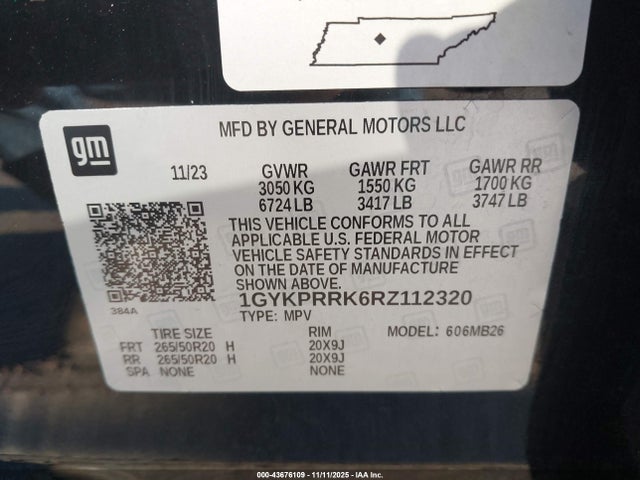 gm
MFD BY GENERAL MOTORS LLC
11/23 GVWR GAWR FRT GAWR RR
3050 KG 1550 KG 1700 KG
6724 LB 3417 LB 3747 LB
THIS VEHICLE CONFORMS TO ALL
APPLICABLE U.S. FEDERAL MOTOR
VEHICLE SAFETY STANDARDS IN EFFECT
ON THE DATE OF MANUFACTURE
SHOWN ABOVE.
384A
1GYKPRRK6RZ112320
TYPE: MPV
TIRE SIZE RIM MODEL: 606MB26
FRT 265/50R20 H 20X9J
RR 265/50R20 H 20X9J
SPA NONE NONE
000-43676109 - 11/11/2025 - IAA Inc.